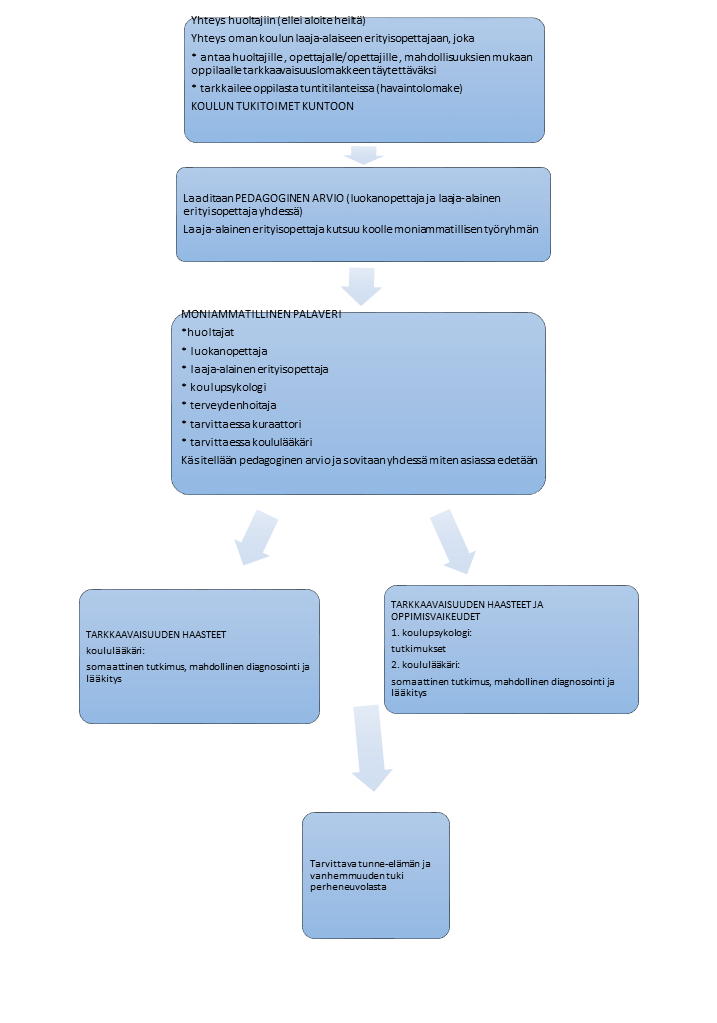 Yhteys huoltajiin (ellei aloite heiltä)
Yhteys oman koulun laaja-alaiseen erityisopettajaan, joka
* antaa huoltajille, opettajalle/opettajille, mahdollisuuksien mukaan
oppilaalle tarkkaavaisuuslomakkeen täytettäväksi
* tarkkailee oppilasta tuntitilanteissa (havaintolomake)
KOULUN TUKITOIMET KUNTOON
Laaditaan PEDAGOGINEN ARVIO (luokanopettaja ja laaja-alainen
erityisopettaja yhdessä)
Laaja-alainen erityisopettaja kutsuu koolle moniammatillisen työryhmän
MONIAMMATILLINEN PALAVERI
*huoltajat
* luokanopettaja
* laaja-alainen erityisopettaja
* koulupsykologi
* terveydenhoitaja
* tarvittaessa kuraattori
* tarvittaessa koululääkäri
Käsitellään pedagoginen arvio ja sovitaan yhdessä miten asiassa edetään
TARKKAAVAISUUDEN HAASTEET
koululääkäri:
somaattinen tutkimus, mahdollinen diagnosointi ja
lääkitys
TARKKAAVAISUUDEN HAASTEET JA
OPPIMISVAIKEUDET
1. koulupsykologi:
tutkimukset
2. koululääkäri:
somaattinen tutkimus, mahdollinen diagnosointi ja
lääkitys
Tarvittava tunne-elämän ja
vanhemmuuden tuki
perheneuvolasta